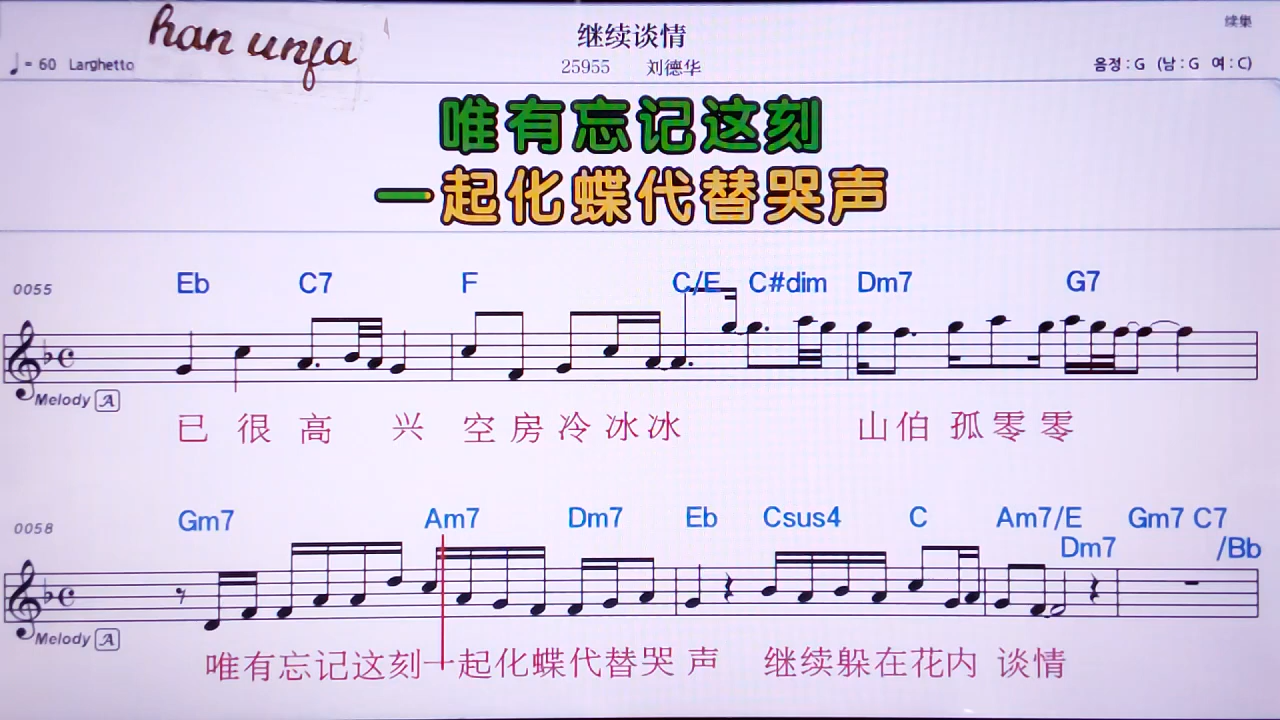 han unfa
继续谈情
续集
♩= 60 Larghetto
25955 刘德华
음정 : G (남 : G 여 : C)
唯有忘记这刻
一起化蝶代替哭声
0055
Eb C7 F C/E C#dim Dm7 G7
Melody A
已很高兴空房冷冰冰 山伯孤零零
0058
Gm7 Am7 Dm7 Eb Csus4 C Am7/E Gm7 C7
Dm7 /Bb
Melody A
唯有忘记这刻一起化蝶代替哭声 继续躲在花内谈情